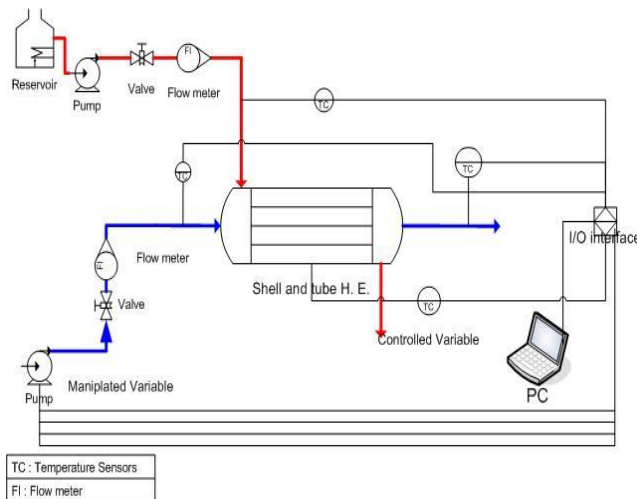 FI
Reservoir
Valve
Flow meter
Pump
TC
TC
TC
I/O interface
FI
Flow meter
Shell and tube H. E.
TC
Valve
Controlled Variable
Maniplated Variable
Pump
PC
TC : Temperature Sensors
FI : Flow meter